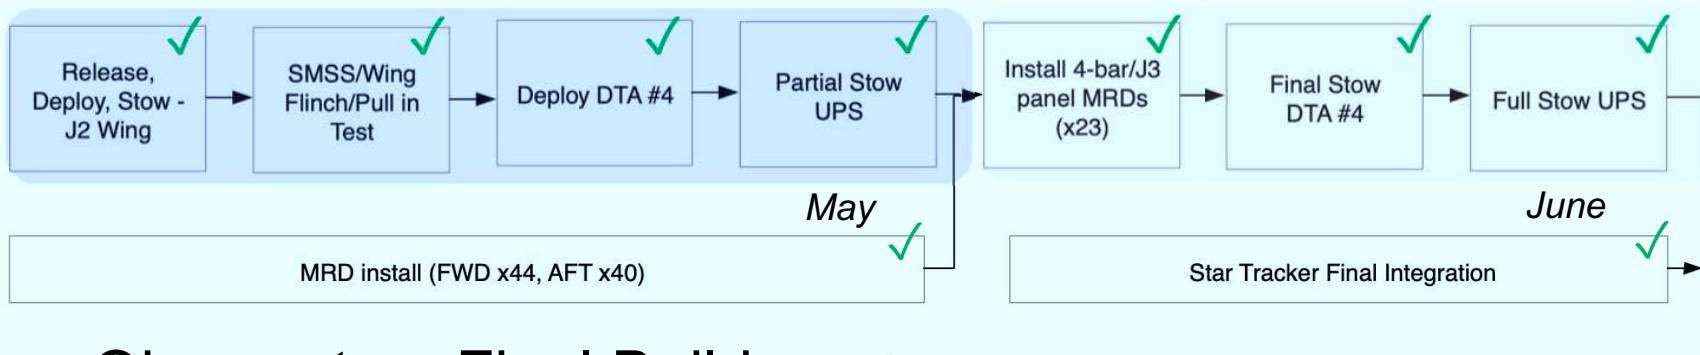 Release,
Deploy, Stow -
J2 Wing
SMSS/Wing
Flinch/Pull in
Test
Deploy DTA #4
Partial Stow
UPS
Install 4-bar/J3
panel MRDs
(x23)
Final Stow
DTA #4
Full Stow UPS
May
June
MRD install (FWD x44, AFT x40)
Star Tracker Final Integration